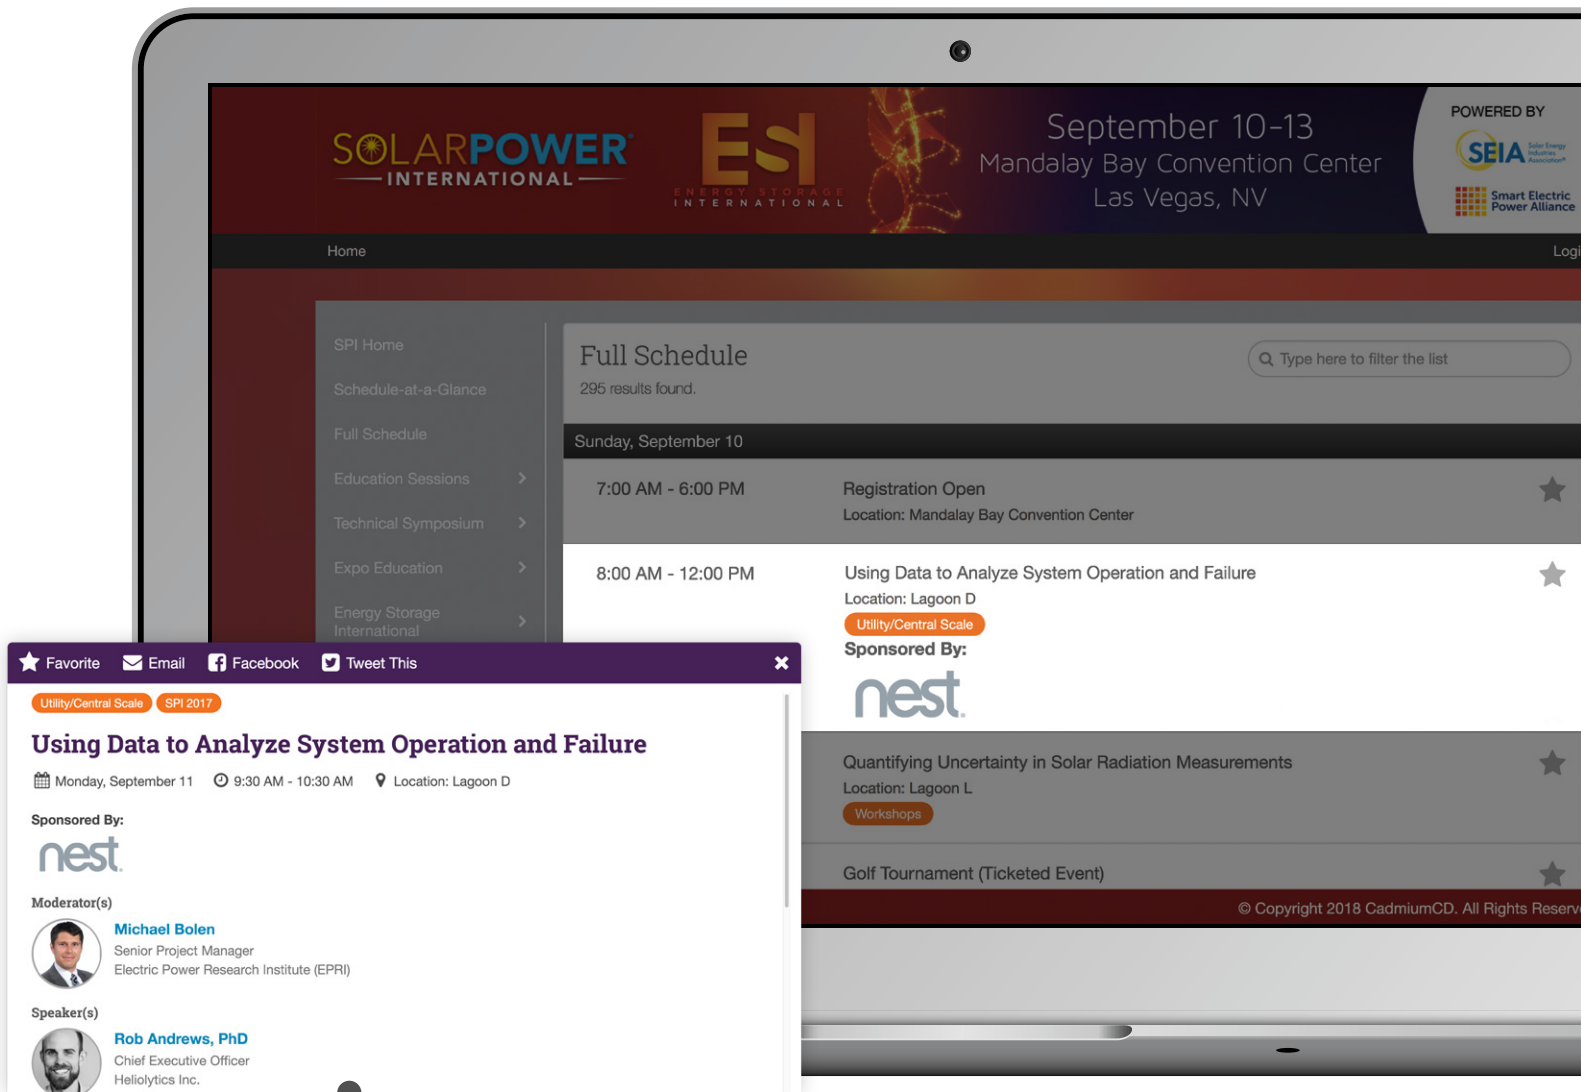 SOLARPOWER
INTERNATIONAL
ESI
ENERGY STORAGE
INTERNATIONAL
September 10-13
Mandalay Bay Convention Center
Las Vegas, NV
POWERED BY
SEIA Solar Energy
Industries
Association®
Smart Electric
Power Alliance
Home
Logi
SPI Home
Schedule-at-a-Glance
Full Schedule
Education Sessions
Technical Symposium
Expo Education
Energy Storage
International
Full Schedule
295 results found.
Type here to filter the list
Sunday, September 10
7:00 AM - 6:00 PM
Registration Open
Location: Mandalay Bay Convention Center
8:00 AM - 12:00 PM
Using Data to Analyze System Operation and Failure
Location: Lagoon D
Utility/Central Scale
Sponsored By:
nest
Quantifying Uncertainty in Solar Radiation Measurements
Location: Lagoon L
Workshops
Golf Tournament (Ticketed Event)
© Copyright 2018 CadmiumCD. All Rights Reserv
Favorite Email Facebook Tweet This
Utility/Central Scale SPI 2017
Using Data to Analyze System Operation and Failure
Monday, September 11 9:30 AM - 10:30 AM Location: Lagoon D
Sponsored By:
nest
Moderator(s)
Michael Bolen
Senior Project Manager
Electric Power Research Institute (EPRI)
Speaker(s)
Rob Andrews, PhD
Chief Executive Officer
Heliolytics Inc.